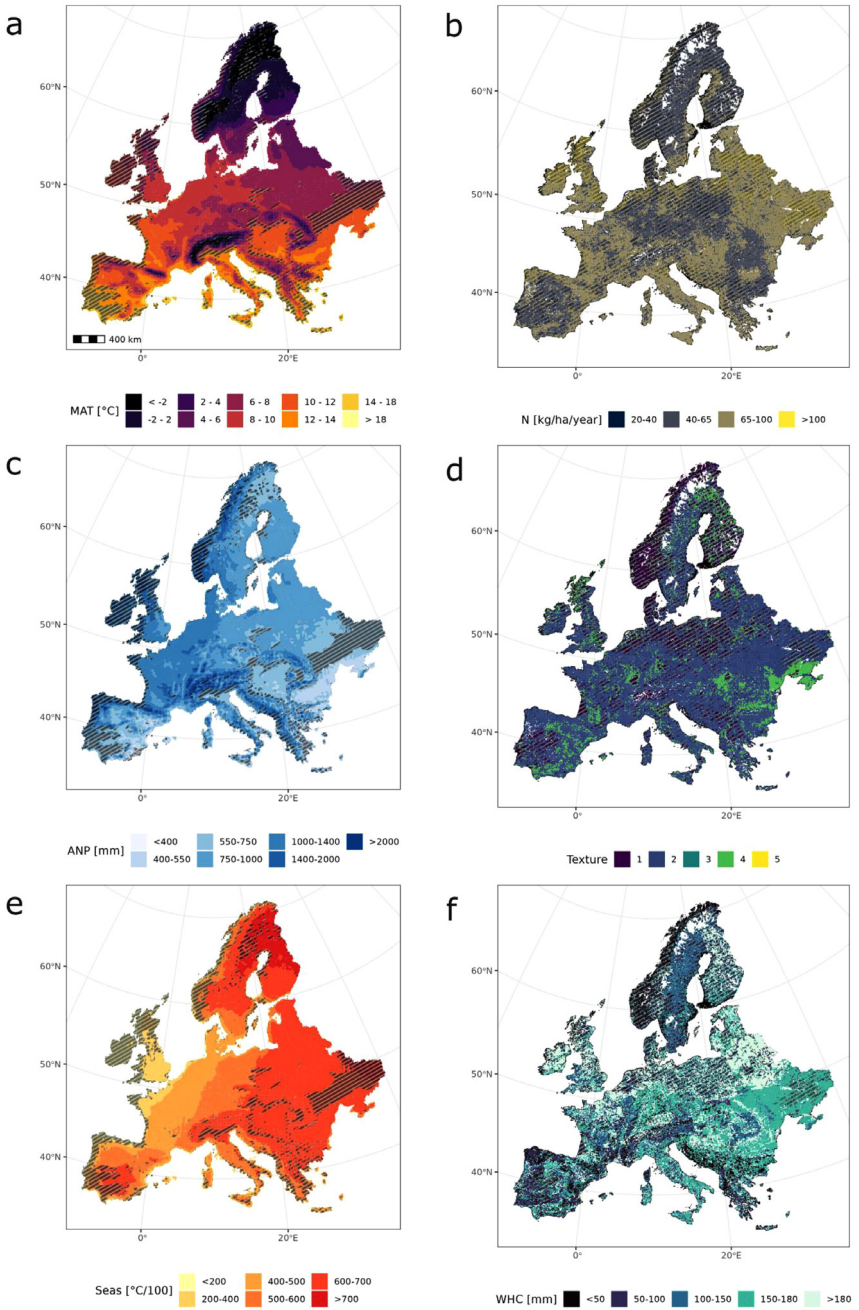 a
b
60°N
50°N
40°N
400 km
0°
20°E
60°N
50°N
40°N
0°
20°E
MAT [°C]
< -2
2 - 4
6 - 8
10 - 12
14 - 18
-2 - 2
4 - 6
8 - 10
12 - 14
> 18
N [kg/ha/year]
20-40
40-65
65-100
>100
c
d
60°N
50°N
40°N
0°
20°E
60°N
50°N
40°N
0°
20°E
ANP [mm]
<400
550-750
1000-1400
>2000
400-550
750-1000
1400-2000
Texture
1
2
3
4
5
e
f
60°N
50°N
40°N
0°
20°E
60°N
50°N
40°N
0°
20°E
Seas [°C/100]
<200
400-500
600-700
200-400
500-600
>700
WHC [mm]
<50
50-100
100-150
150-180
>180